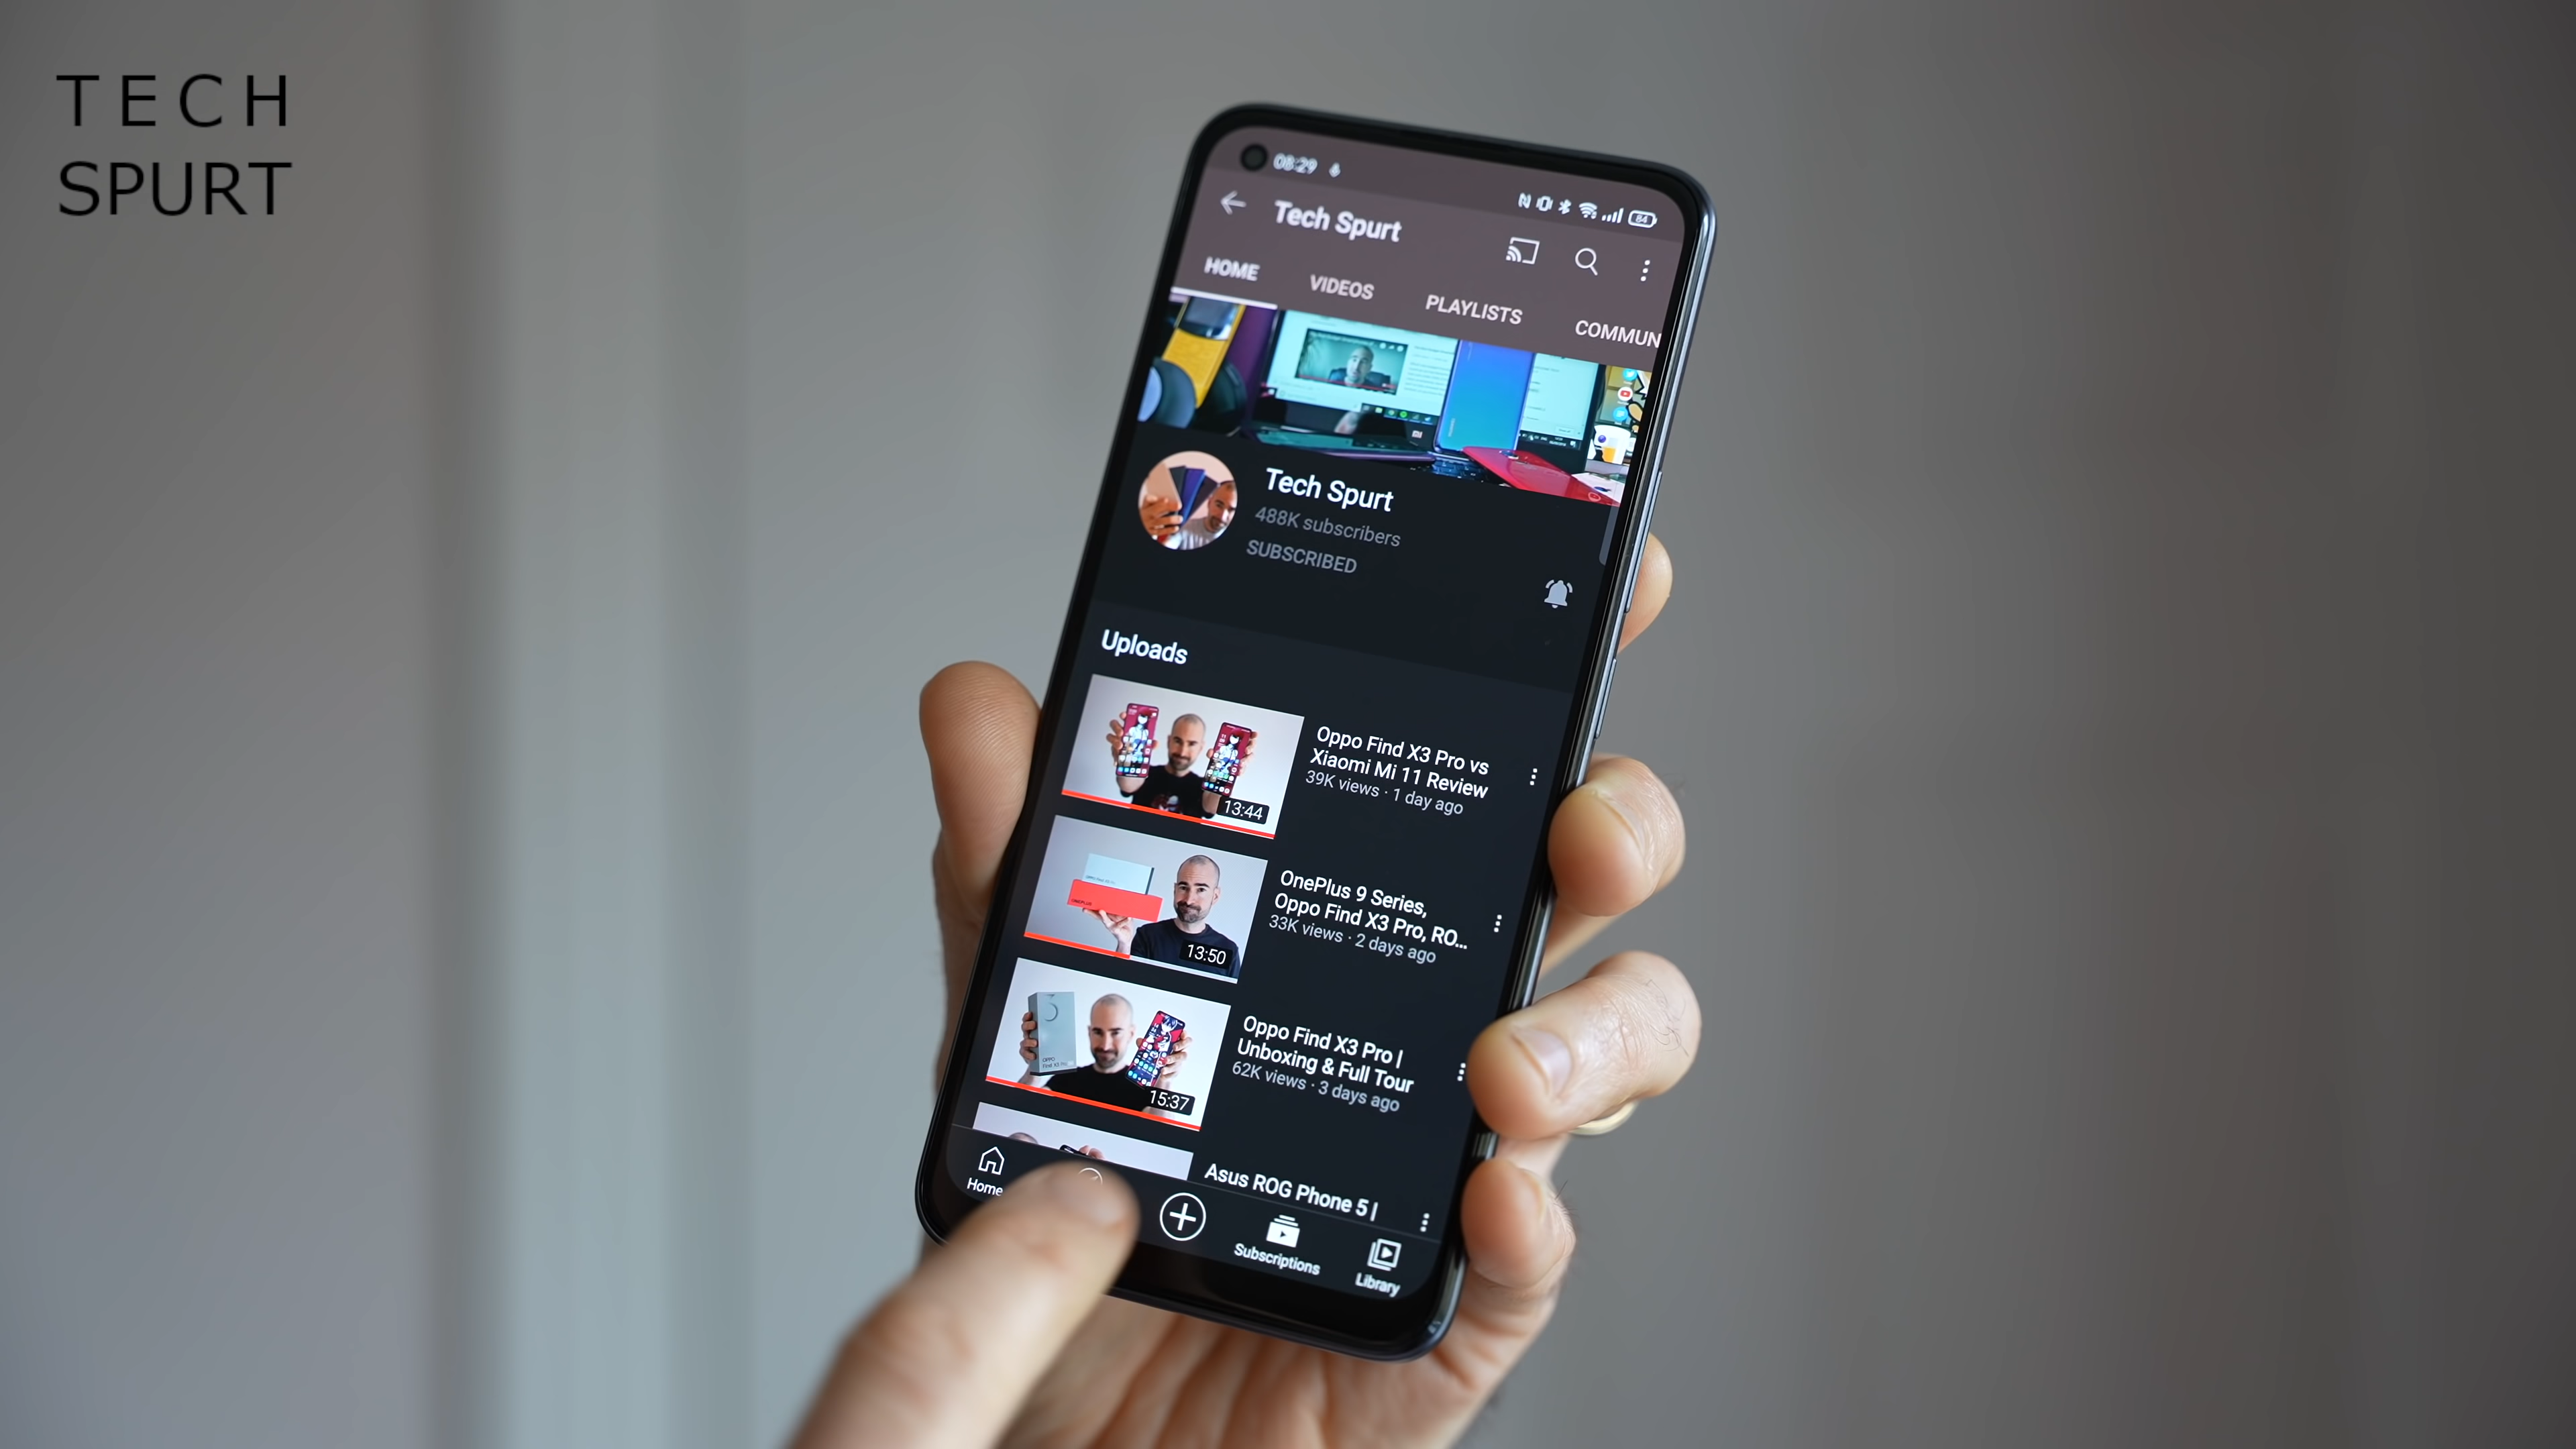 TECH
SPURT
08:29
84
Tech Spurt
HOME VIDEOS PLAYLISTS COMMUN
Tech Spurt
488K subscribers
SUBSCRIBED
Uploads
Oppo Find X3 Pro vs
Xiaomi Mi 11 Review
39K views · 1 day ago
13:44
OnePlus 9 Series,
Oppo Find X3 Pro, RO...
33K views · 2 days ago
13:50
Oppo Find X3 Pro |
Unboxing & Full Tour
62K views · 3 days ago
15:37
Asus ROG Phone 5 |
Home
Subscriptions
Library